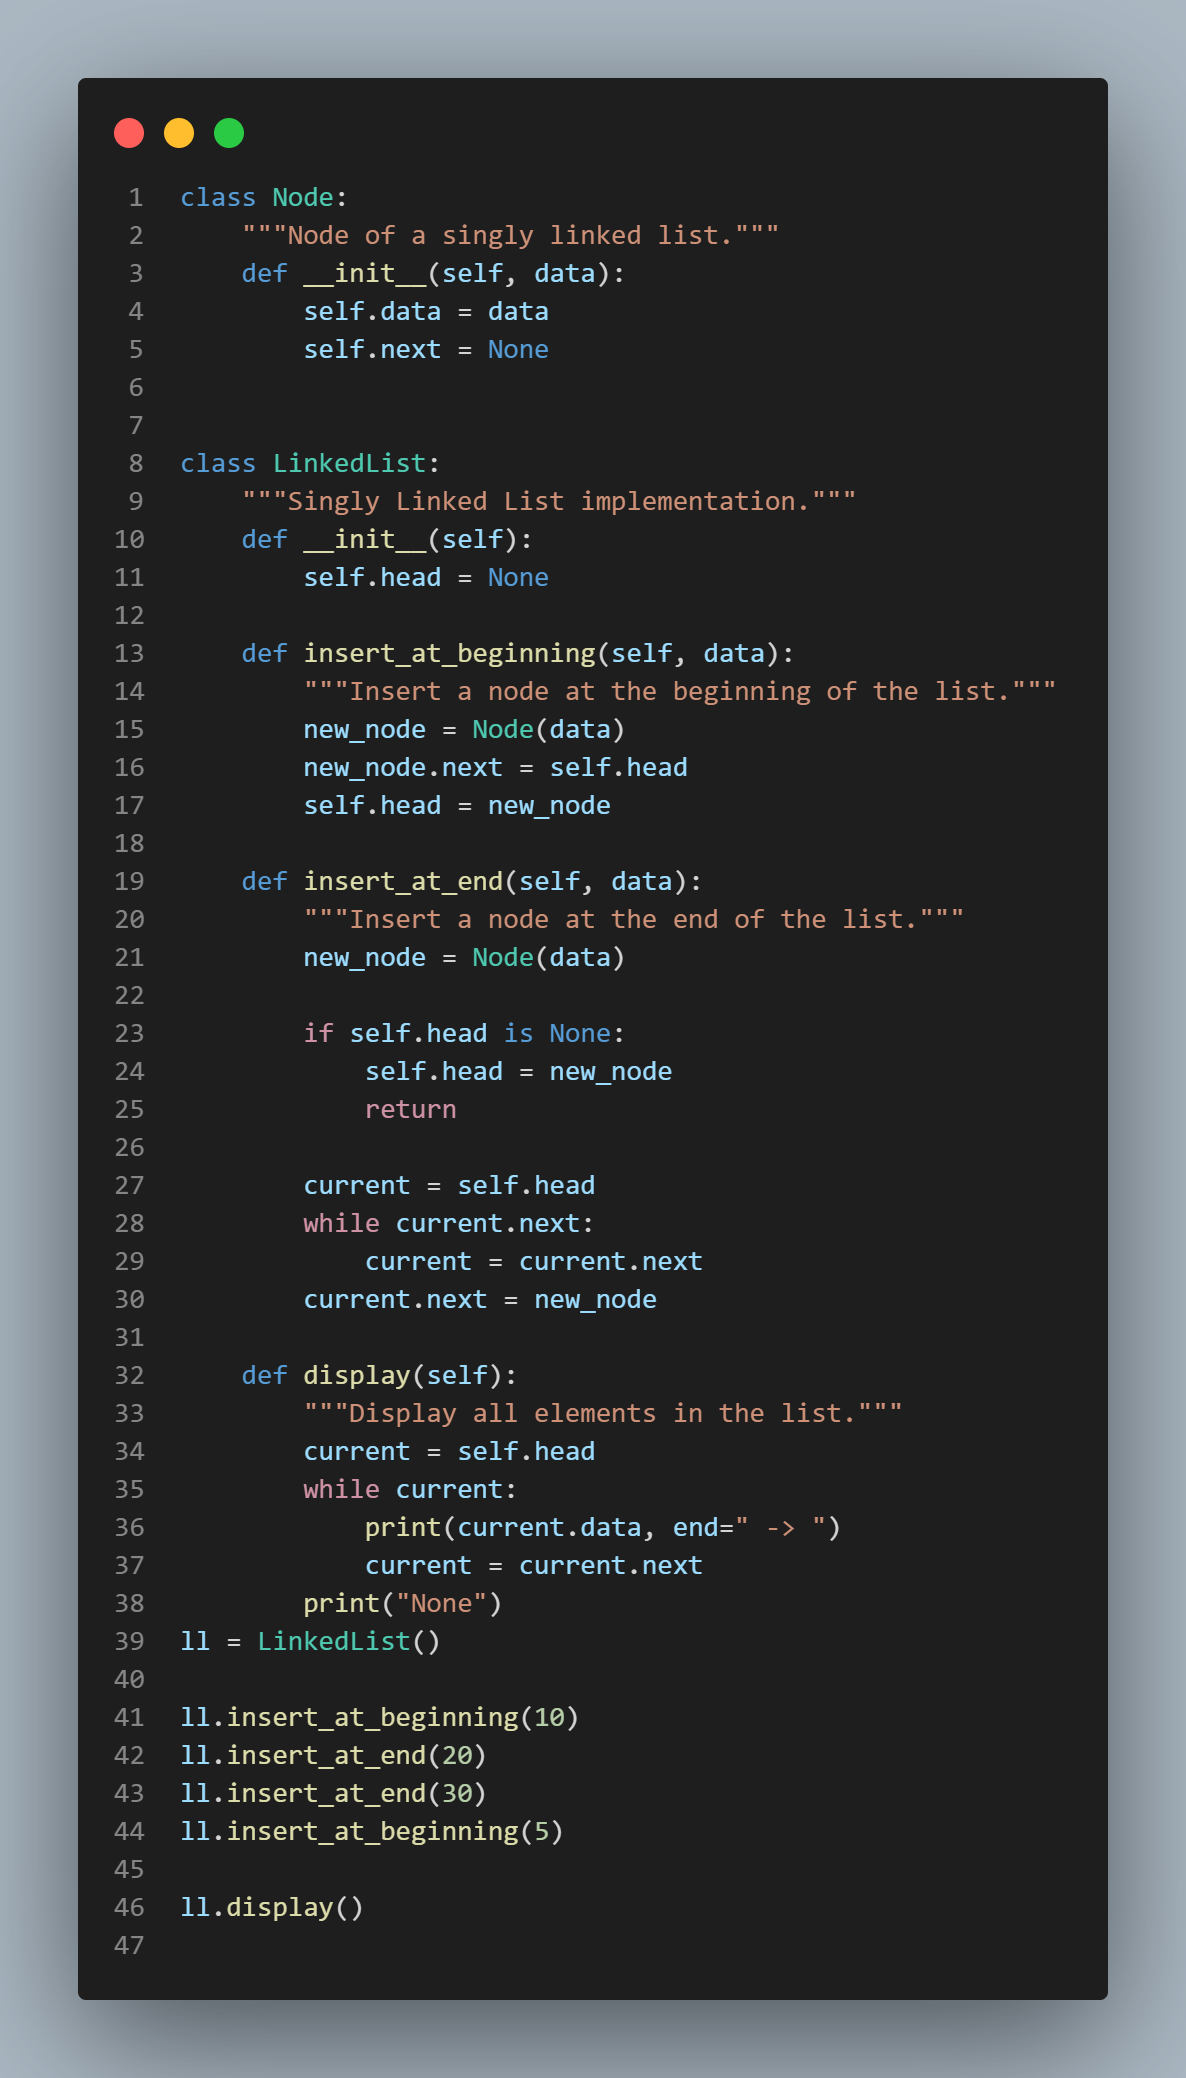 1 class Node:
2     """Node of a singly linked list."""
3     def __init__(self, data):
4         self.data = data
5         self.next = None
6
7
8 class LinkedList:
9     """Singly Linked List implementation."""
10     def __init__(self):
11         self.head = None
12
13     def insert_at_beginning(self, data):
14         """Insert a node at the beginning of the list."""
15         new_node = Node(data)
16         new_node.next = self.head
17         self.head = new_node
18
19     def insert_at_end(self, data):
20         """Insert a node at the end of the list."""
21         new_node = Node(data)
22
23         if self.head is None:
24             self.head = new_node
25             return
26
27         current = self.head
28         while current.next:
29             current = current.next
30         current.next = new_node
31
32     def display(self):
33         """Display all elements in the list."""
34         current = self.head
35         while current:
36             print(current.data, end=" -> ")
37             current = current.next
38         print("None")
39 ll = LinkedList()
40
41 ll.insert_at_beginning(10)
42 ll.insert_at_end(20)
43 ll.insert_at_end(30)
44 ll.insert_at_beginning(5)
45
46 ll.display()
47